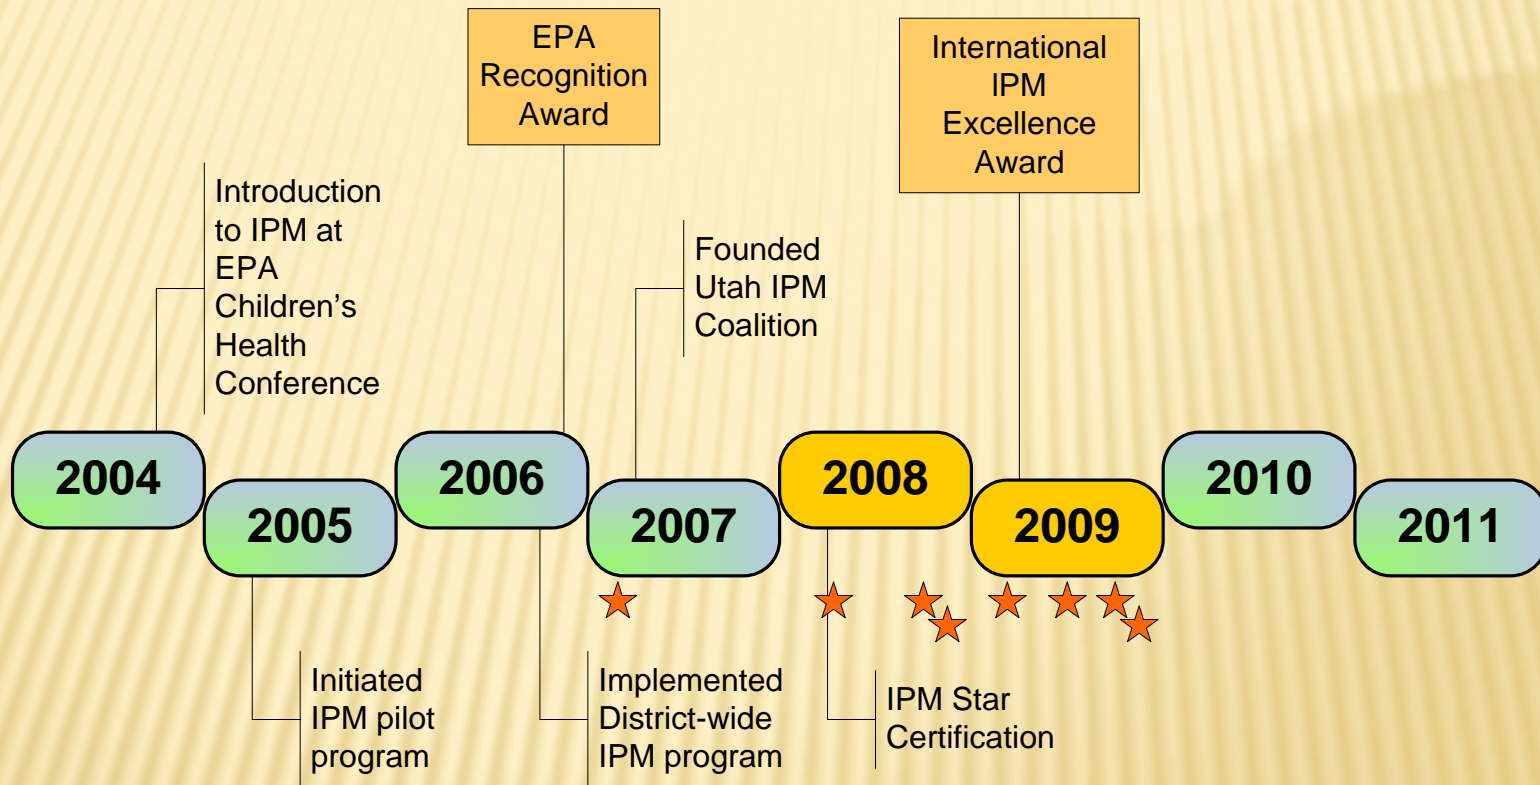 EPA
Recognition
Award
International
IPM
Excellence
Award
Introduction
to IPM at
EPA
Children’s
Health
Conference
Founded
Utah IPM
Coalition
2004
2005
2006
2007
2008
2009
2010
2011
Initiated
IPM pilot
program
Implemented
District-wide
IPM program
IPM Star
Certification